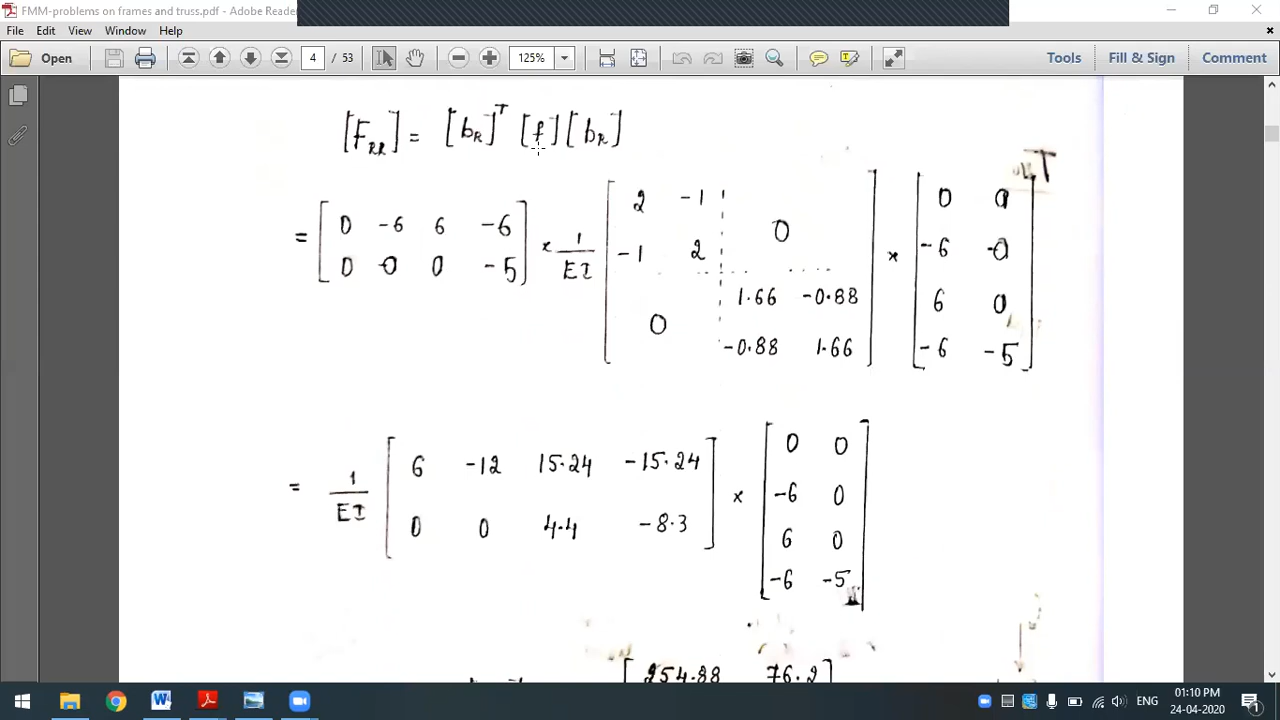 FMM-problems on frames and truss.pdf - Adobe Reader
File Edit View Window Help
Open 4 / 53 125% Tools Fill & Sign Comment
[F_RR] = [b_R]^T [f] [b_R]
T
= [ 0 -6 6 -6 ; 0 -0 0 -5 ] × 1/EI [ 2 -1 0 ; -1 2 ; 0 1.66 -0.88 ; -0.88 1.66 ] × [ 0 0 ; -6 -0 ; 6 0 ; -6 -5 ]
= 1/EI [ 6 -12 15.24 -15.24 ; 0 0 4.4 -8.3 ] × [ 0 0 ; -6 0 ; 6 0 ; -6 -5 ]
[ 254.88 76.2 ]
ENG 01:10 PM
24-04-2020